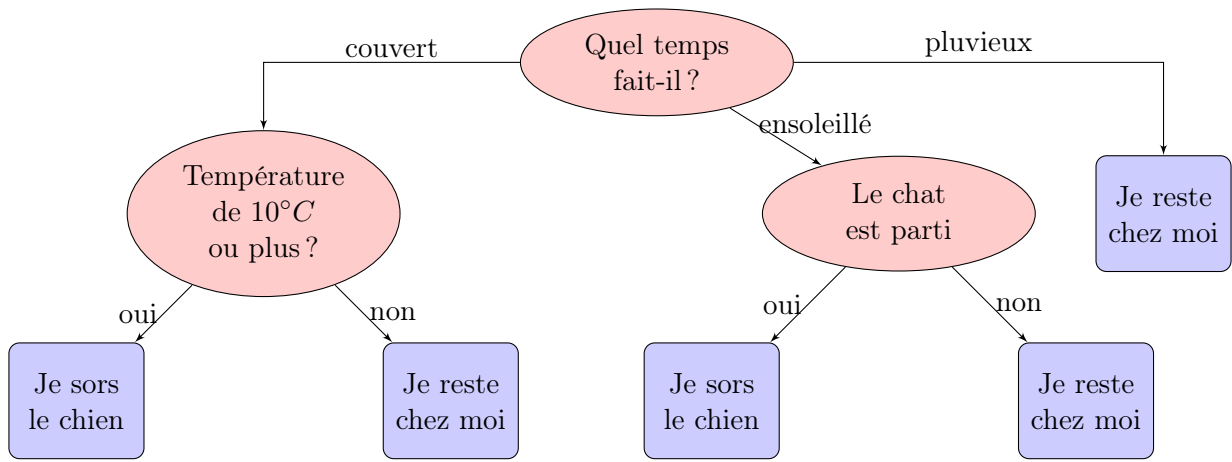 Quel temps
fait-il ?
couvert
pluvieux
ensoleillé
Température
de 10°C
ou plus ?
Le chat
est parti
Je reste
chez moi
oui
non
oui
non
Je sors
le chien
Je reste
chez moi
Je sors
le chien
Je reste
chez moi